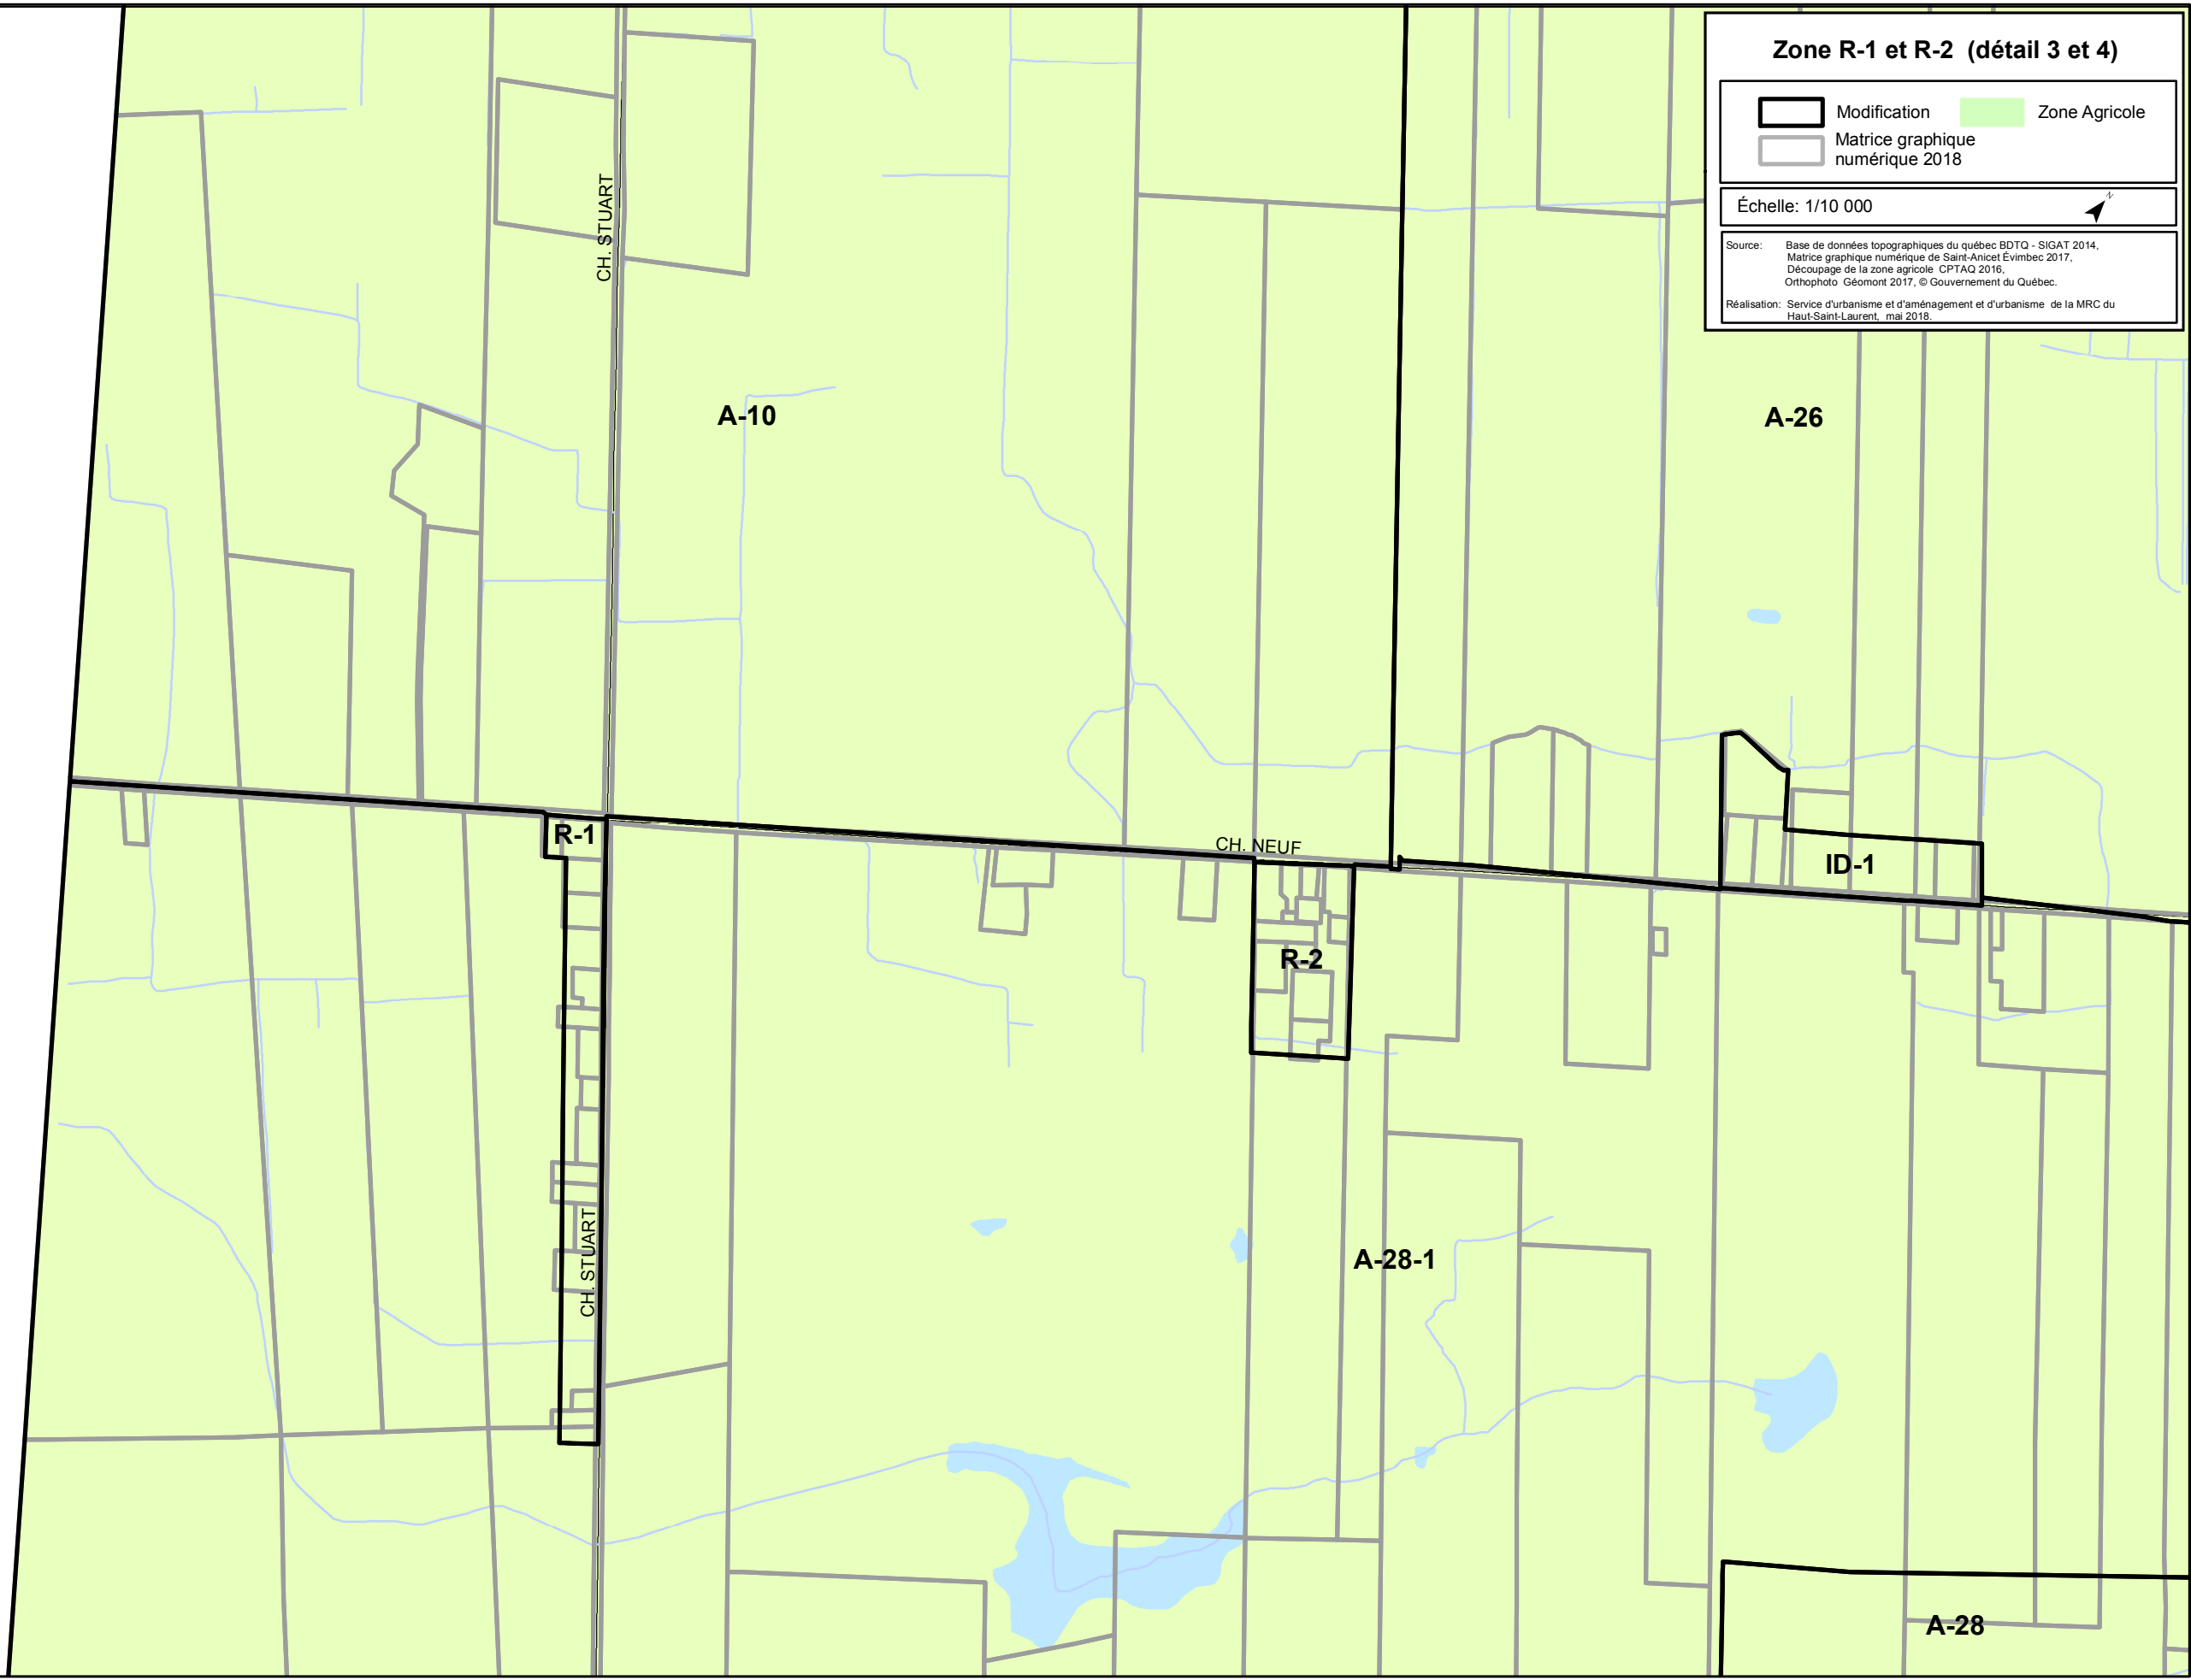 Zone R-1 et R-2 (détail 3 et 4)
Modification
Zone Agricole
Matrice graphique
numérique 2018
Échelle: 1/10 000
N
Source: Base de données topographiques du québec BDTQ - SIGAT 2014,
Matrice graphique numérique de Saint-Anicet Évimbec 2017,
Découpage de la zone agricole CPTAQ 2016,
Orthophoto Géomont 2017, © Gouvernement du Québec.
Réalisation: Service d'urbanisme et d'aménagement et d'urbanisme de la MRC du
Haut-Saint-Laurent, mai 2018.
CH. STUART
A-10
A-26
R-1
CH. NEUF
ID-1
R-2
CH. STUART
A-28-1
A-28